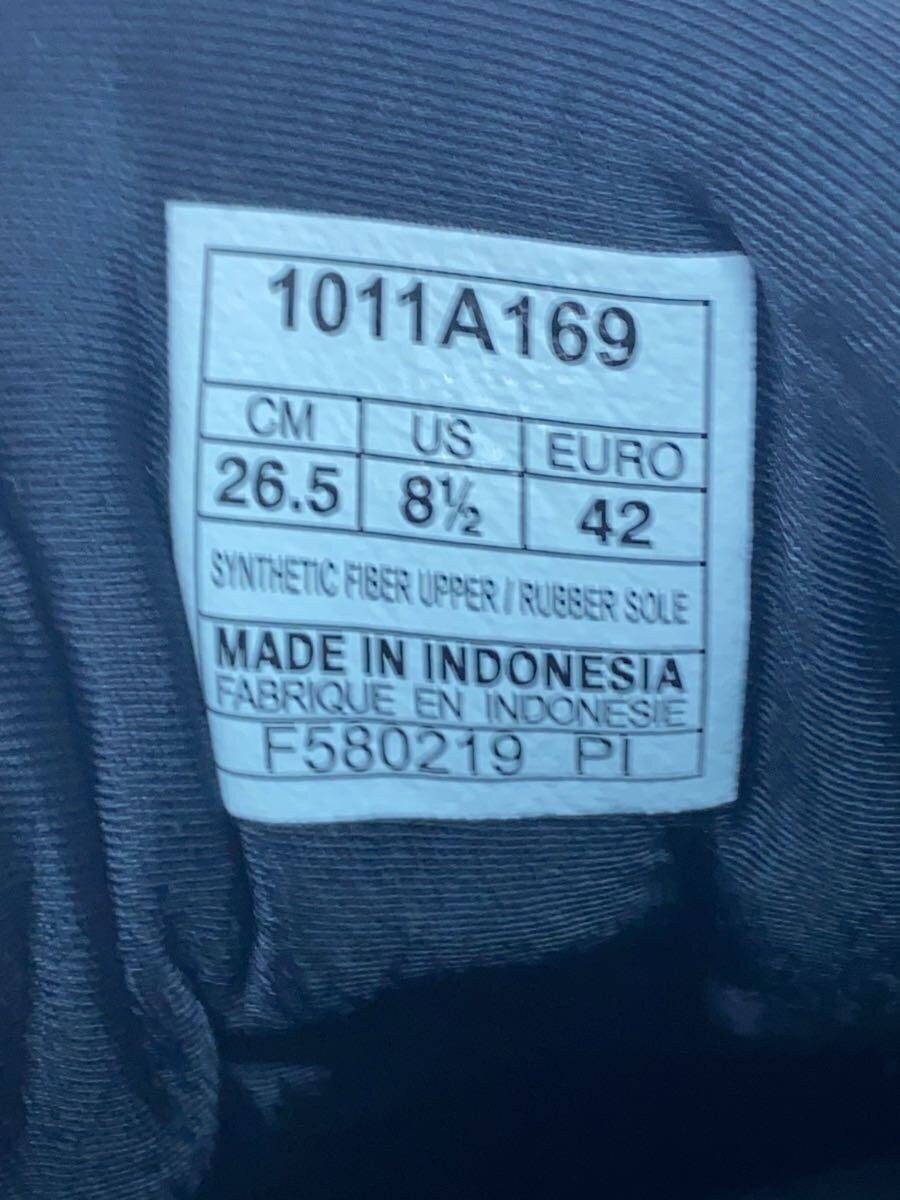 1011A169
CM US EURO
26.5 8½ 42
SYNTHETIC FIBER UPPER / RUBBER SOLE
MADE IN INDONESIA
FABRIQUE EN INDONESIE
F580219 PI